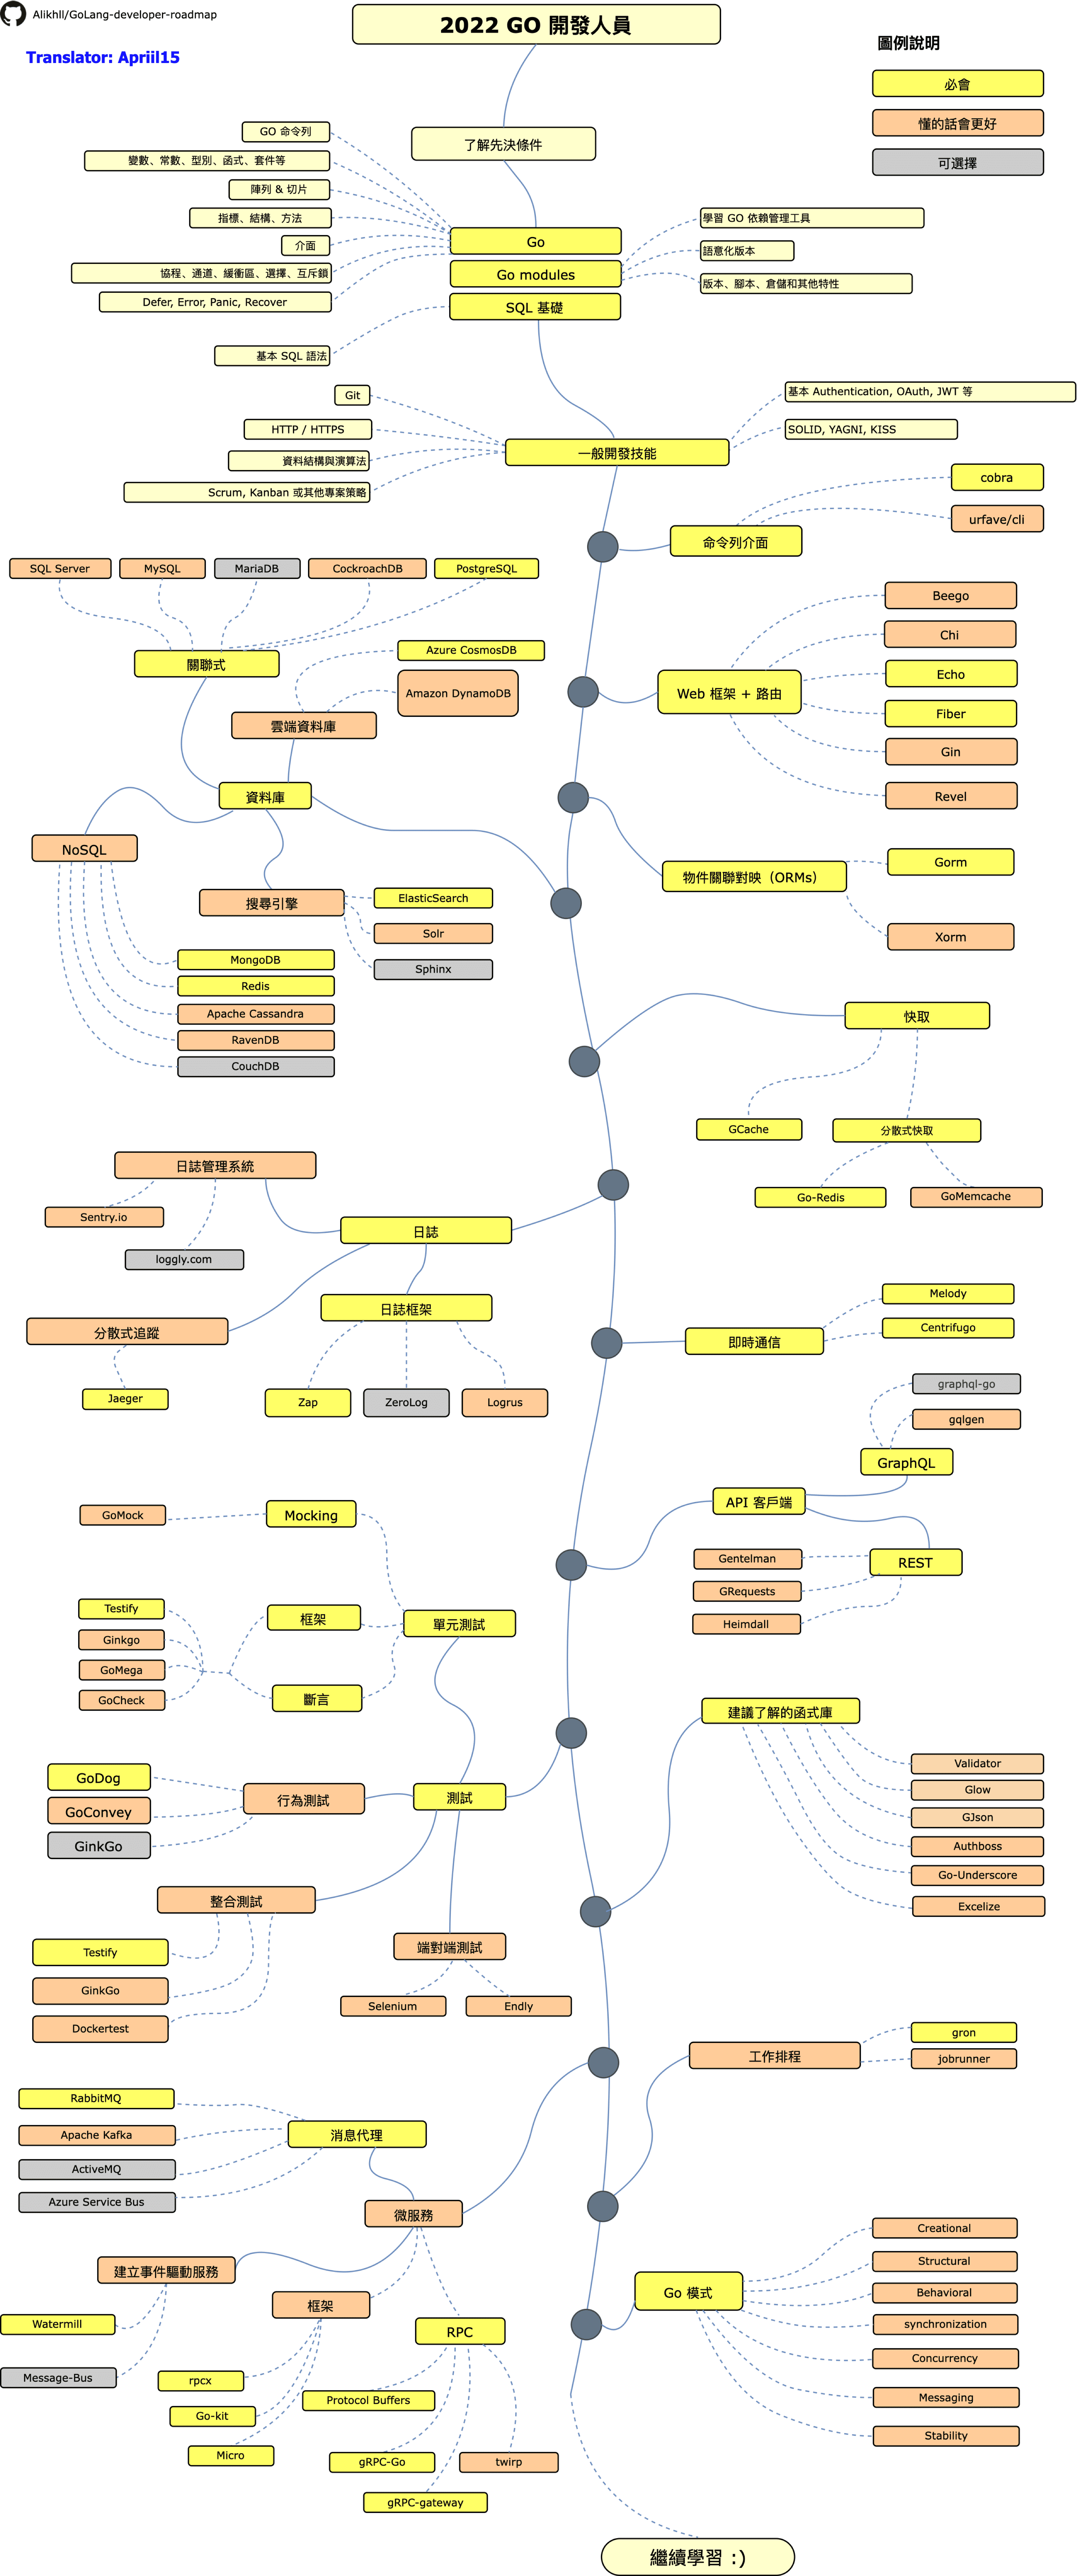 Alikhll/GoLang-developer-roadmap
2022 GO 開發人員
Translator: Apriil15
圖例說明
必會
懂的話會更好
可選擇
了解先決條件
GO 命令列
變數、常數、型別、函式、套件等
陣列 & 切片
指標、結構、方法
介面
協程、通道、緩衝區、選擇、互斥鎖
Defer, Error, Panic, Recover
Go
Go modules
SQL 基礎
學習 GO 依賴管理工具
語意化版本
版本、腳本、倉儲和其他特性
基本 SQL 語法
Git
HTTP / HTTPS
資料結構與演算法
Scrum, Kanban 或其他專案策略
一般開發技能
基本 Authentication, OAuth, JWT 等
SOLID, YAGNI, KISS
cobra
urfave/cli
命令列介面
SQL Server
MySQL
MariaDB
CockroachDB
PostgreSQL
關聯式
Azure CosmosDB
Amazon DynamoDB
雲端資料庫
Beego
Chi
Echo
Fiber
Gin
Revel
Web 框架 + 路由
資料庫
NoSQL
搜尋引擎
ElasticSearch
Solr
Sphinx
MongoDB
Redis
Apache Cassandra
RavenDB
CouchDB
物件關聯對映（ORMs）
Gorm
Xorm
快取
GCache
分散式快取
Go-Redis
GoMemcache
日誌管理系統
Sentry.io
loggly.com
日誌
日誌框架
分散式追蹤
Jaeger
Zap
ZeroLog
Logrus
即時通信
Melody
Centrifugo
graphql-go
gqlgen
GraphQL
API 客戶端
REST
Gentelman
GRequests
Heimdall
GoMock
Mocking
Testify
Ginkgo
GoMega
GoCheck
框架
斷言
單元測試
建議了解的函式庫
Validator
Glow
GJson
Authboss
Go-Underscore
Excelize
GoDog
GoConvey
GinkGo
行為測試
測試
整合測試
Testify
GinkGo
Dockertest
端對端測試
Selenium
Endly
工作排程
gron
jobrunner
RabbitMQ
Apache Kafka
ActiveMQ
Azure Service Bus
消息代理
微服務
建立事件驅動服務
Watermill
Message-Bus
框架
rpcx
Go-kit
Micro
RPC
Protocol Buffers
gRPC-Go
twirp
gRPC-gateway
Go 模式
Creational
Structural
Behavioral
synchronization
Concurrency
Messaging
Stability
繼續學習 :)